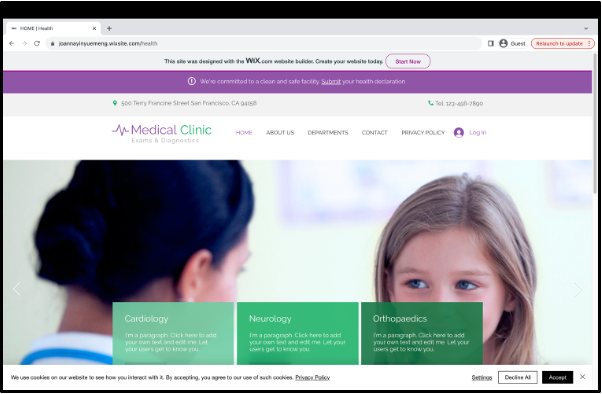 HOME | Health
joannayinyuemeng.wixsite.com/health
Guest
Relaunch to update
This site was designed with the WiX.com website builder. Create your website today. Start Now
We're committed to a clean and safe facility. Submit your health declaration
500 Terry Francine Street San Francisco, CA 94158
Tel: 123-456-7890
Medical Clinic
Exams & Diagnostics
HOME ABOUT US DEPARTMENTS CONTACT PRIVACY POLICY Log In
Cardiology
I'm a paragraph. Click here to add
your own text and edit me. Let
your users get to know you.
Neurology
I'm a paragraph. Click here to add
your own text and edit me. Let your
users get to know you.
Orthopaedics
I'm a paragraph. Click here to add
your own text and edit me. Let your
users get to know you.
We use cookies on our website to see how you interact with it. By accepting, you agree to our use of such cookies. Privacy Policy
Settings Decline All Accept